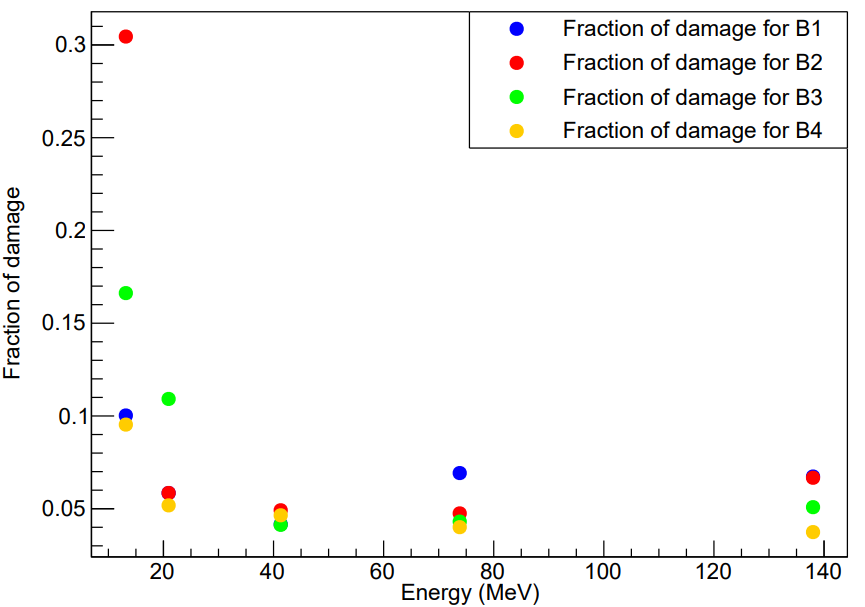 Fraction of damage for B1
Fraction of damage for B2
Fraction of damage for B3
Fraction of damage for B4
0.3
0.25
0.2
0.15
0.1
0.05
Fraction of damage
20 40 60 80 100 120 140
Energy (MeV)